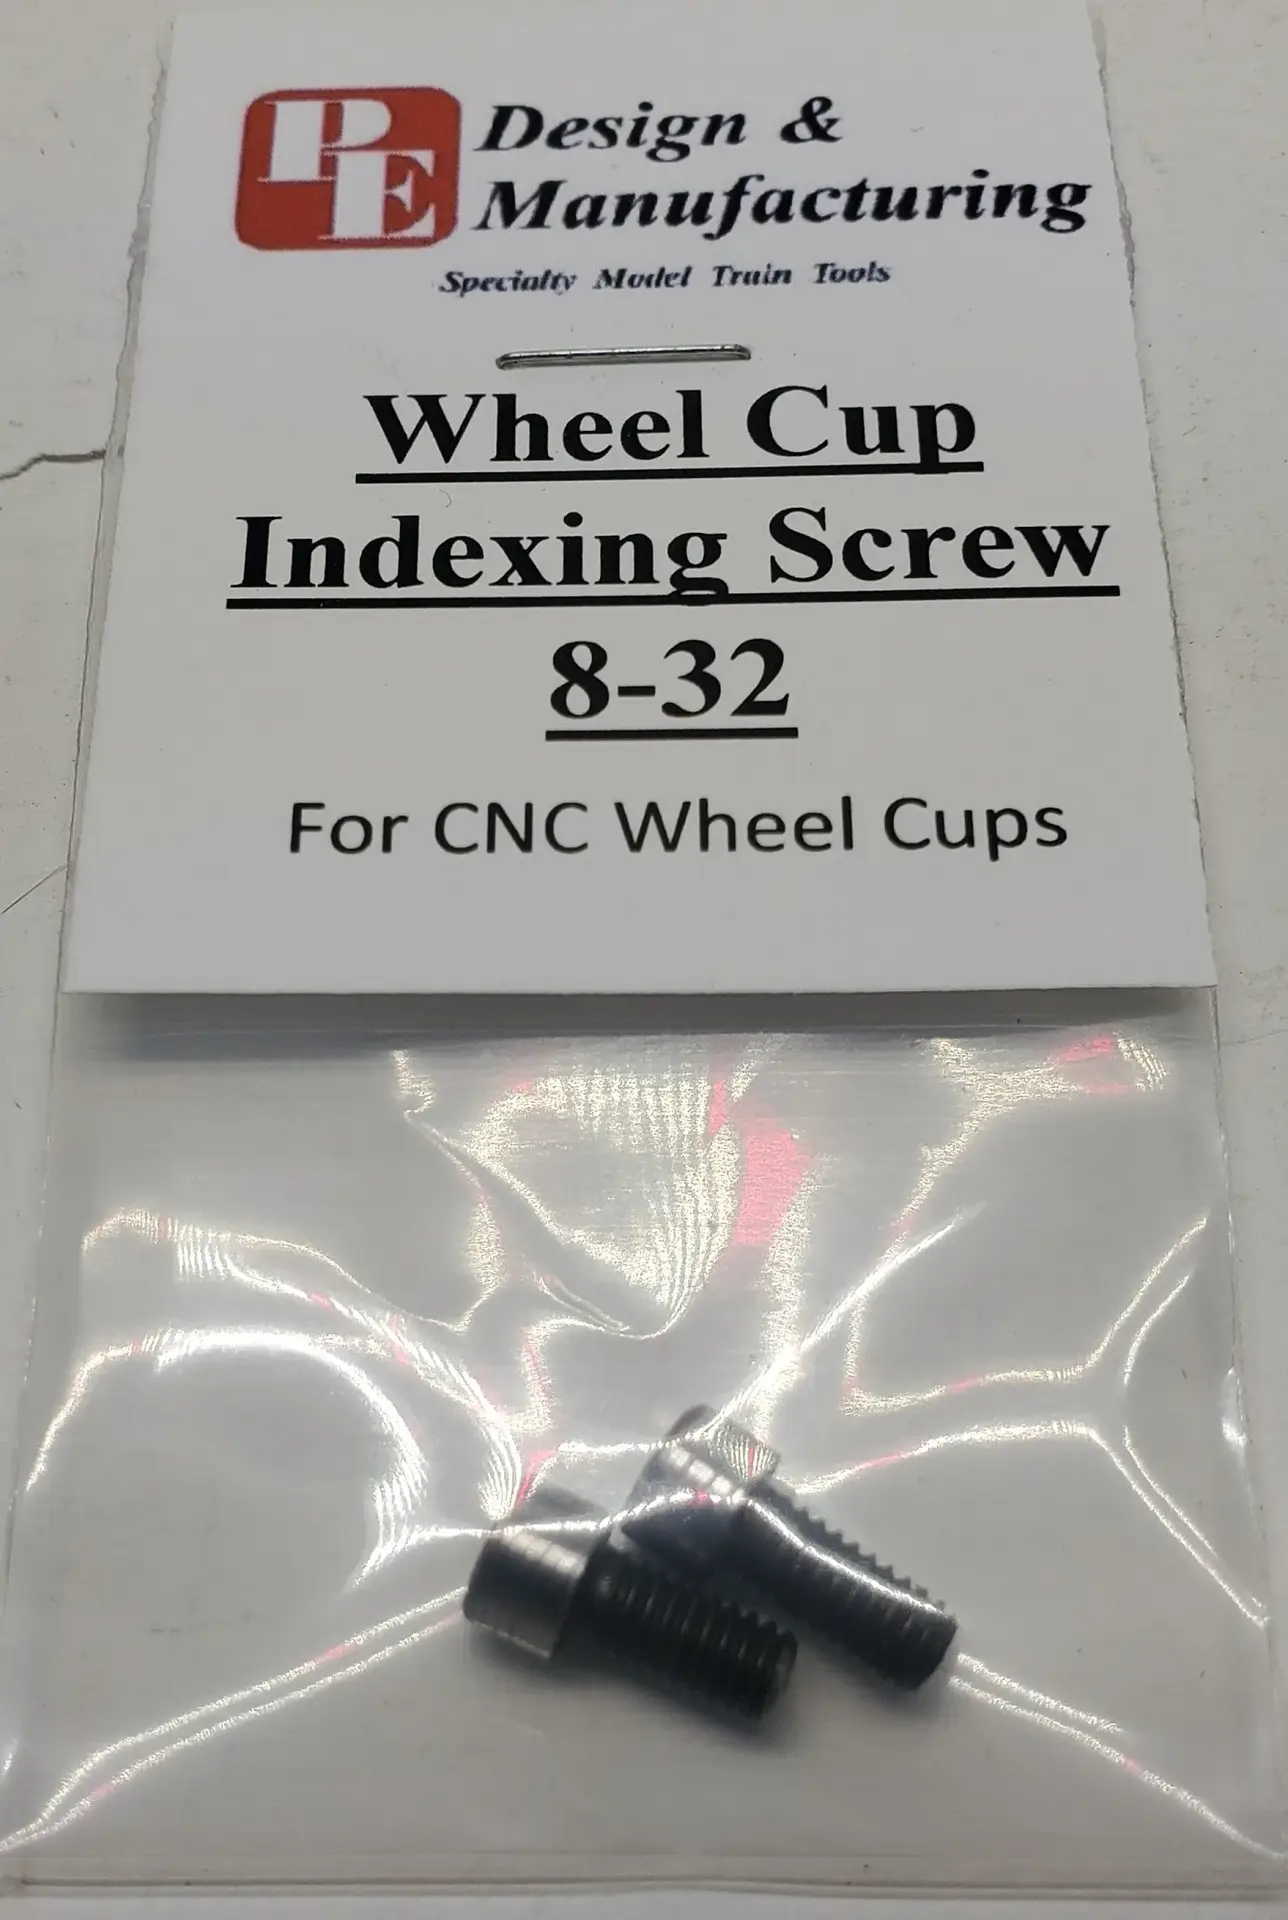 PE
Design &
Manufacturing
Specialty Model Train Tools
Wheel Cup
Indexing Screw
8-32
For CNC Wheel Cups